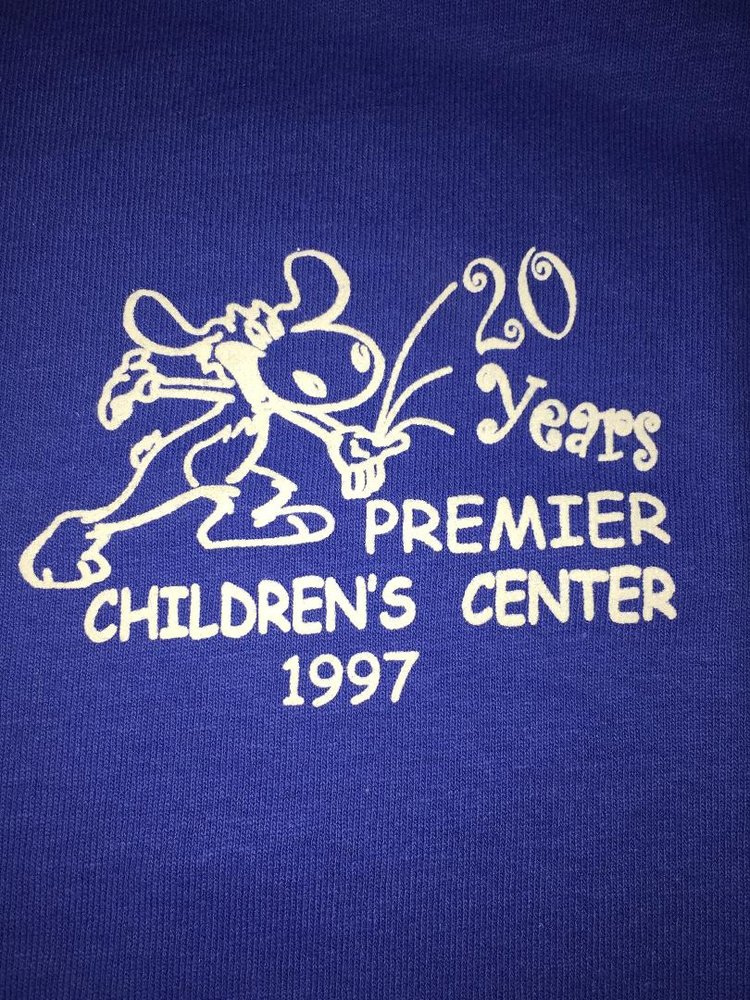 20
Years
PREMIER
CHILDREN'S CENTER
1997